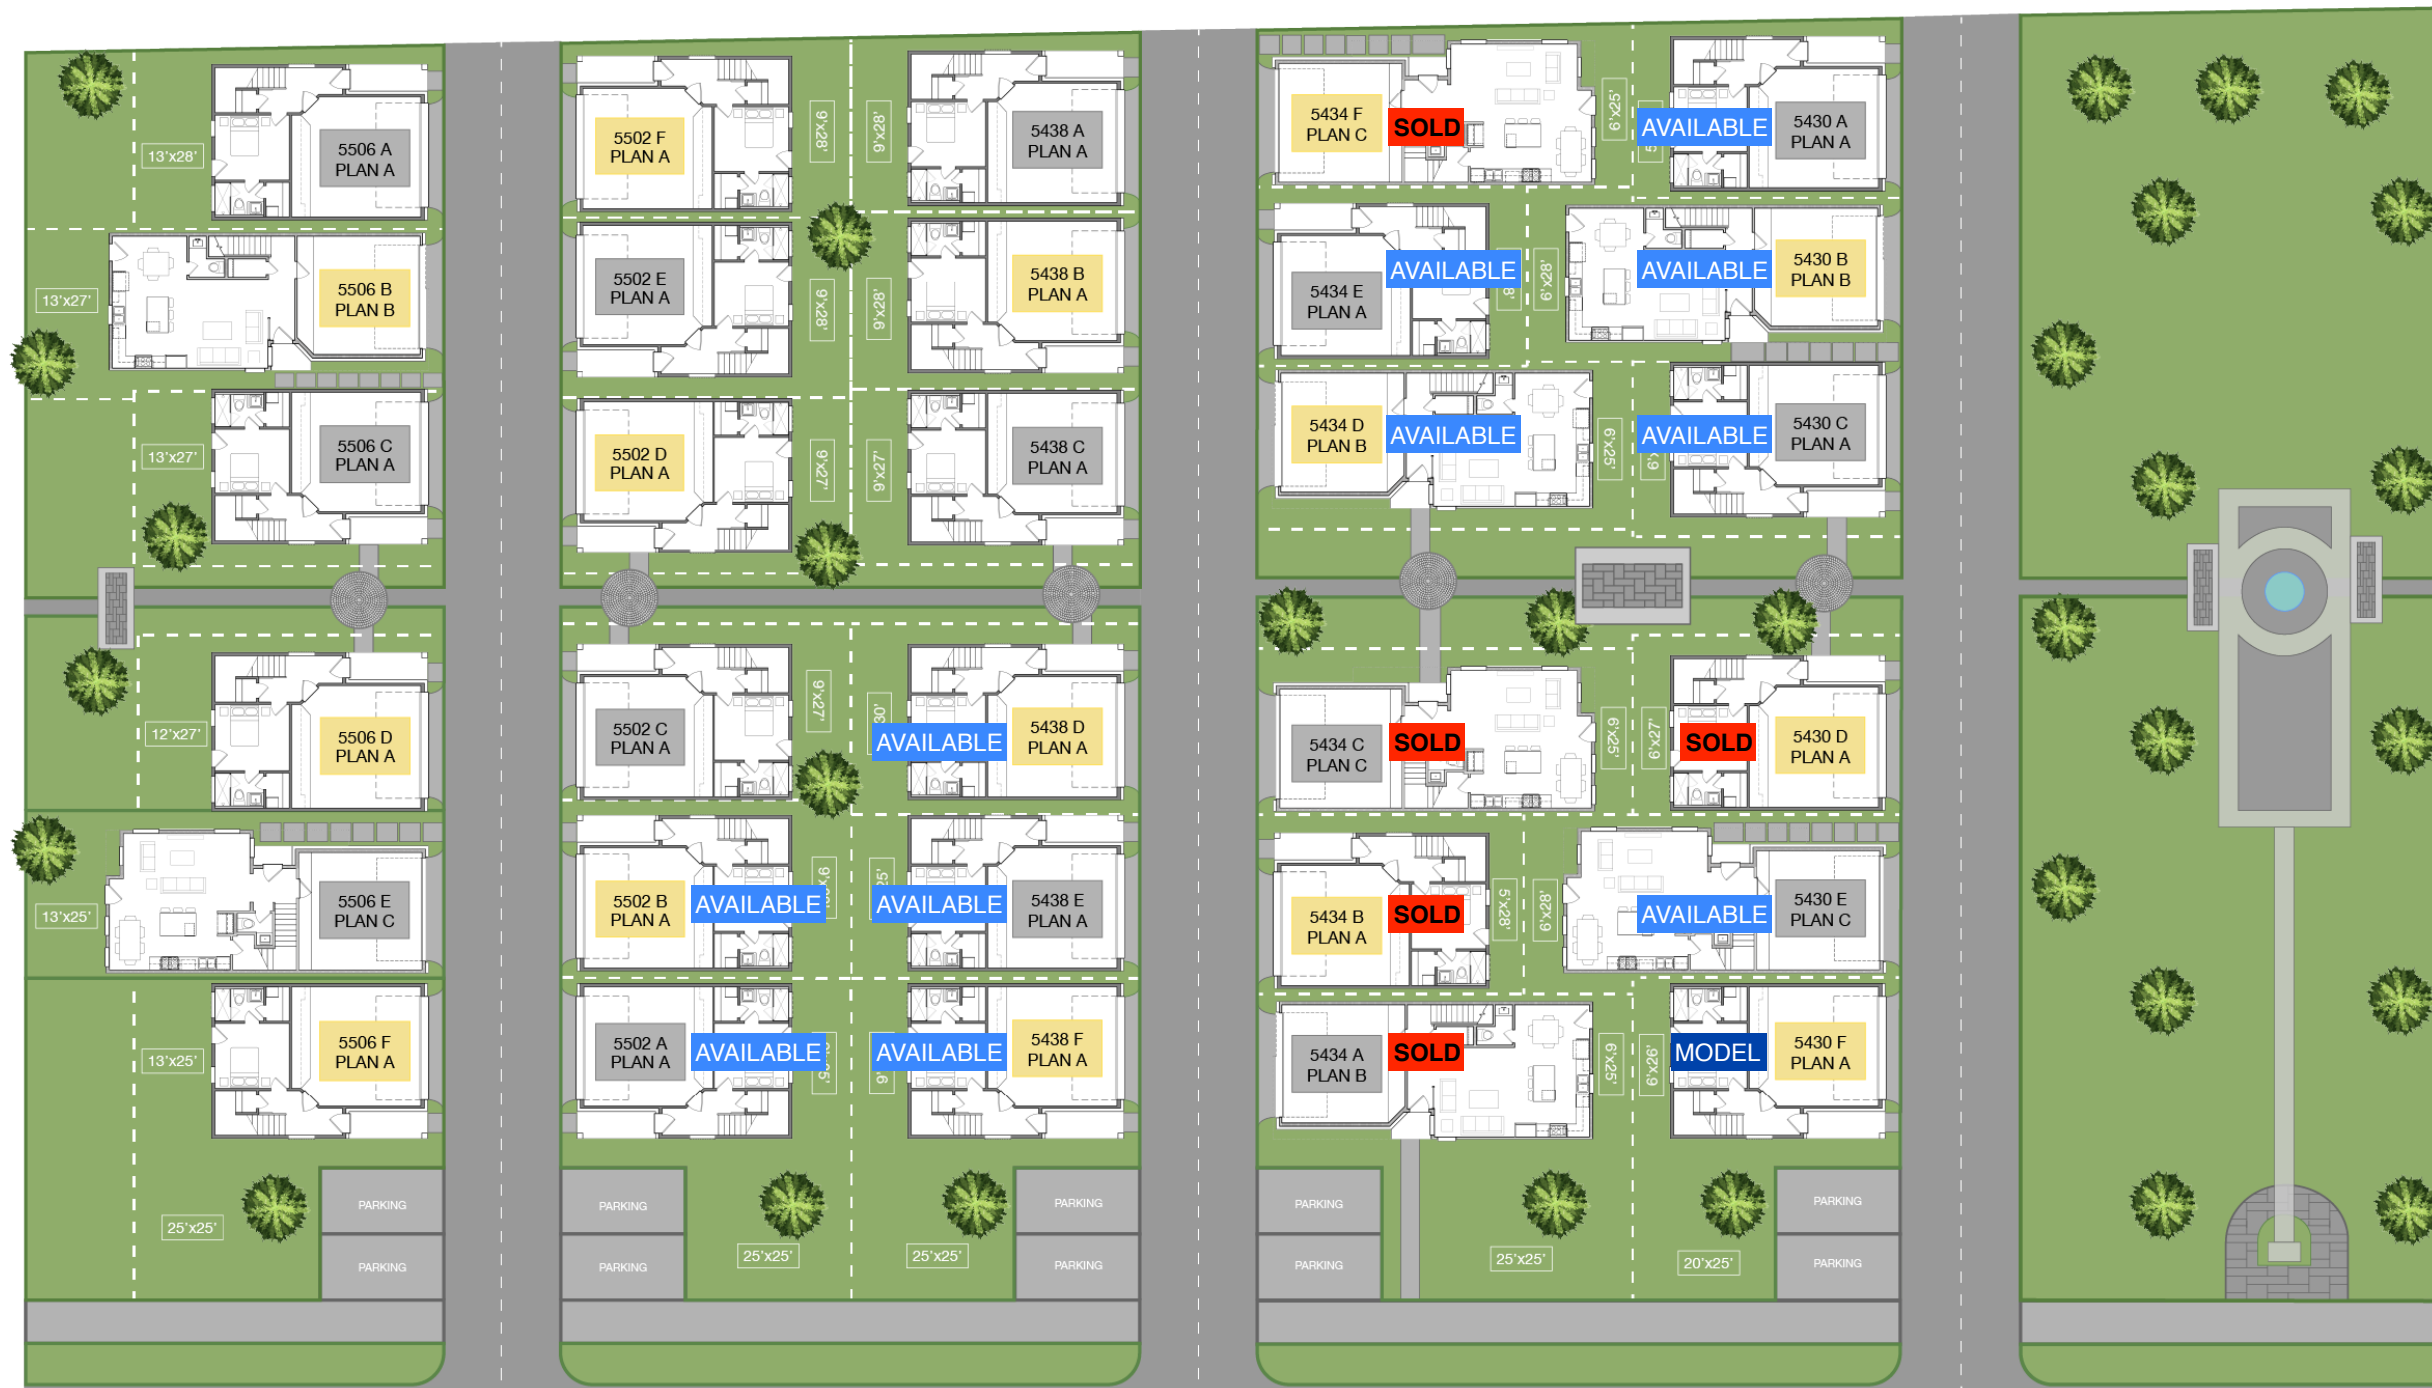 5506 A
PLAN A
13'x28'
5506 B
PLAN B
13'x27'
5506 C
PLAN A
13'x27'
5506 D
PLAN A
12'x27'
5506 E
PLAN C
13'x25'
5506 F
PLAN A
13'x25'
25'x25'
PARKING
PARKING
5502 F
PLAN A
9'x28'
5502 E
PLAN A
9'x28'
5502 D
PLAN A
9'x27'
5502 C
PLAN A
9'x27'
5502 B
PLAN A
AVAILABLE
5502 A
PLAN A
AVAILABLE
PARKING
PARKING
25'x25'
9'x28'
5438 A
PLAN A
9'x28'
5438 B
PLAN A
9'x27'
5438 C
PLAN A
AVAILABLE
5438 D
PLAN A
AVAILABLE
5438 E
PLAN A
AVAILABLE
5438 F
PLAN A
25'x25'
PARKING
PARKING
5434 F
PLAN C
SOLD
6'x25'
5434 E
PLAN A
AVAILABLE
5434 D
PLAN B
AVAILABLE
6'x25'
5434 C
PLAN C
SOLD
6'x25'
5434 B
PLAN A
SOLD
5'x28'
5434 A
PLAN B
SOLD
6'x25'
PARKING
PARKING
25'x25'
AVAILABLE
5430 A
PLAN A
6'x28'
AVAILABLE
5430 B
PLAN B
AVAILABLE
5430 C
PLAN A
6'x27'
SOLD
5430 D
PLAN A
6'x28'
AVAILABLE
5430 E
PLAN C
6'x26'
MODEL
5430 F
PLAN A
20'x25'
PARKING
PARKING